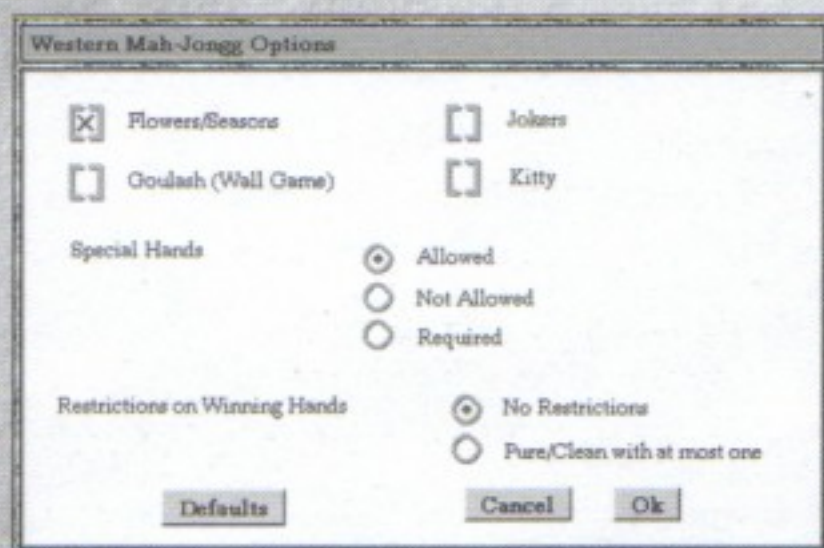 Western Mah-Jongg Options
Flowers/Seasons
Jokers
Goulash (Wall Game)
Kitty
Special Hands
Allowed
Not Allowed
Required
Restrictions on Winning Hands
No Restrictions
Pure/Clean with at most one
Defaults
Cancel
Ok